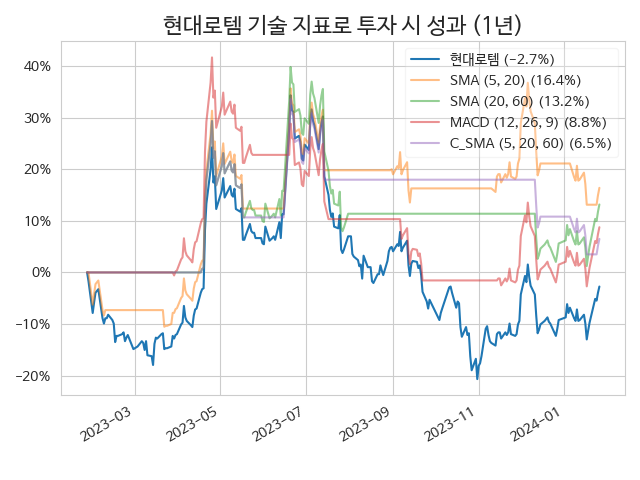 현대로템 기술 지표로 투자 시 성과 (1년)
현대로템 (−2.7%)
SMA (5, 20) (16.4%)
SMA (20, 60) (13.2%)
MACD (12, 26, 9) (8.8%)
C_SMA (5, 20, 60) (6.5%)
40%
30%
20%
10%
0%
−10%
−20%
2023−03
2023−05
2023−07
2023−09
2023−11
2024−01